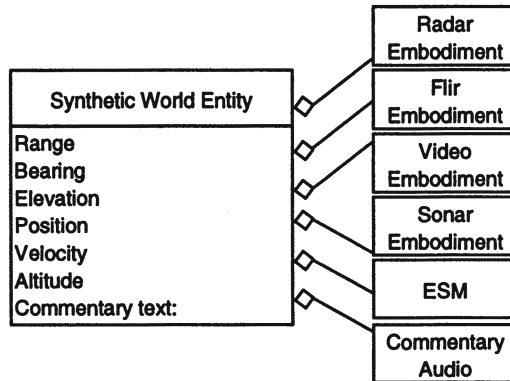 Synthetic World Entity
Range
Bearing
Elevation
Position
Velocity
Altitude
Commentary text:
Radar
Embodiment
Flir
Embodiment
Video
Embodiment
Sonar
Embodiment
ESM
Commentary
Audio